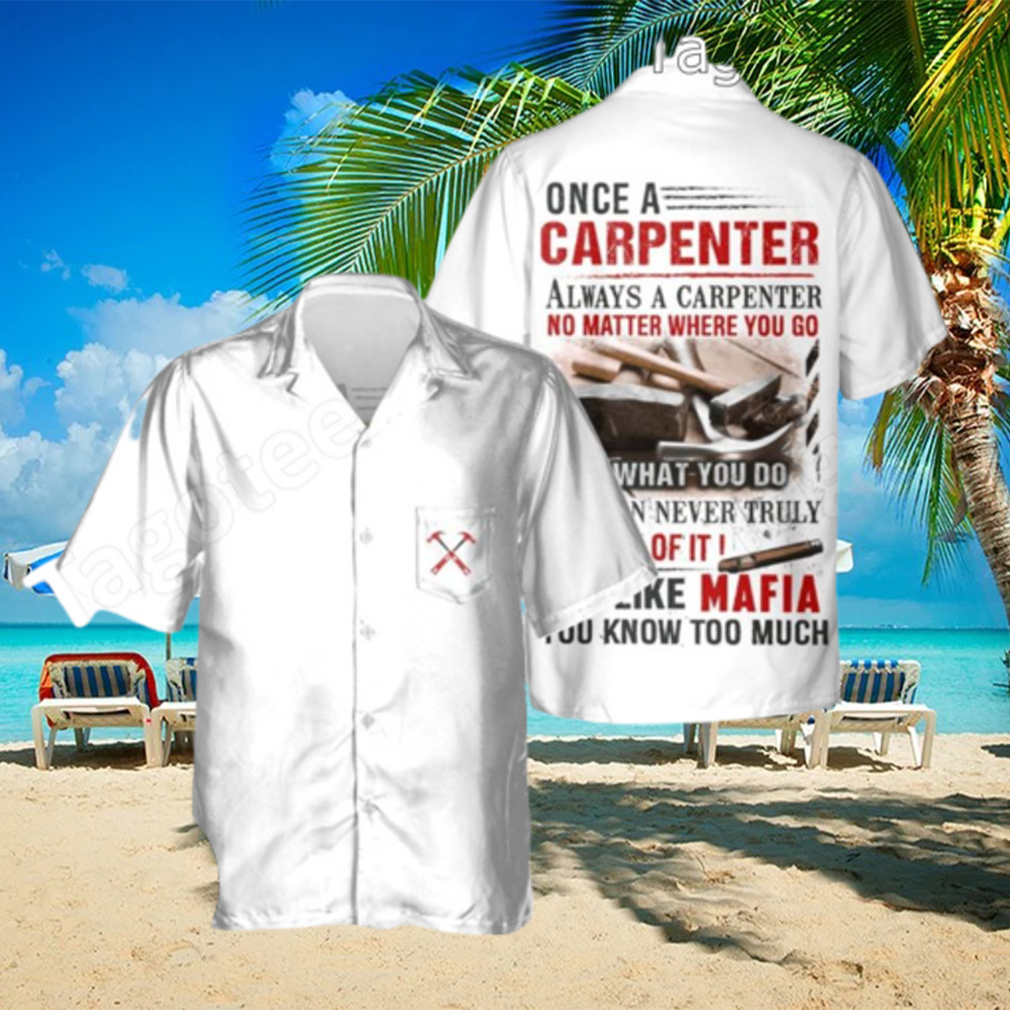 ONCE A
CARPENTER
ALWAYS A CARPENTER
NO MATTER WHERE YOU GO
WHAT YOU DO
NEVER TRULY
OF IT!
LIKE MAFIA
YOU KNOW TOO MUCH
Tagotee